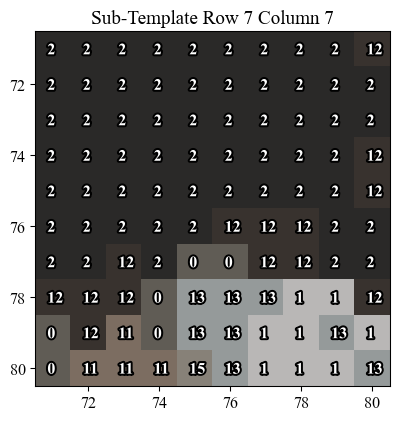 Sub-Template Row 7 Column 7
2 2 2 2 2 2 2 2 2 12
72 2 2 2 2 2 2 2 2 2 2
2 2 2 2 2 2 2 2 2 2
74 2 2 2 2 2 2 2 2 2 12
2 2 2 2 2 2 2 2 2 12
76 2 2 2 2 2 12 12 12 2 2
2 2 12 2 0 0 12 12 2 2
78 12 12 12 0 13 13 13 1 1 12
0 12 11 0 13 13 1 1 13 1
80 0 11 11 11 15 13 1 1 1 13
72 74 76 78 80